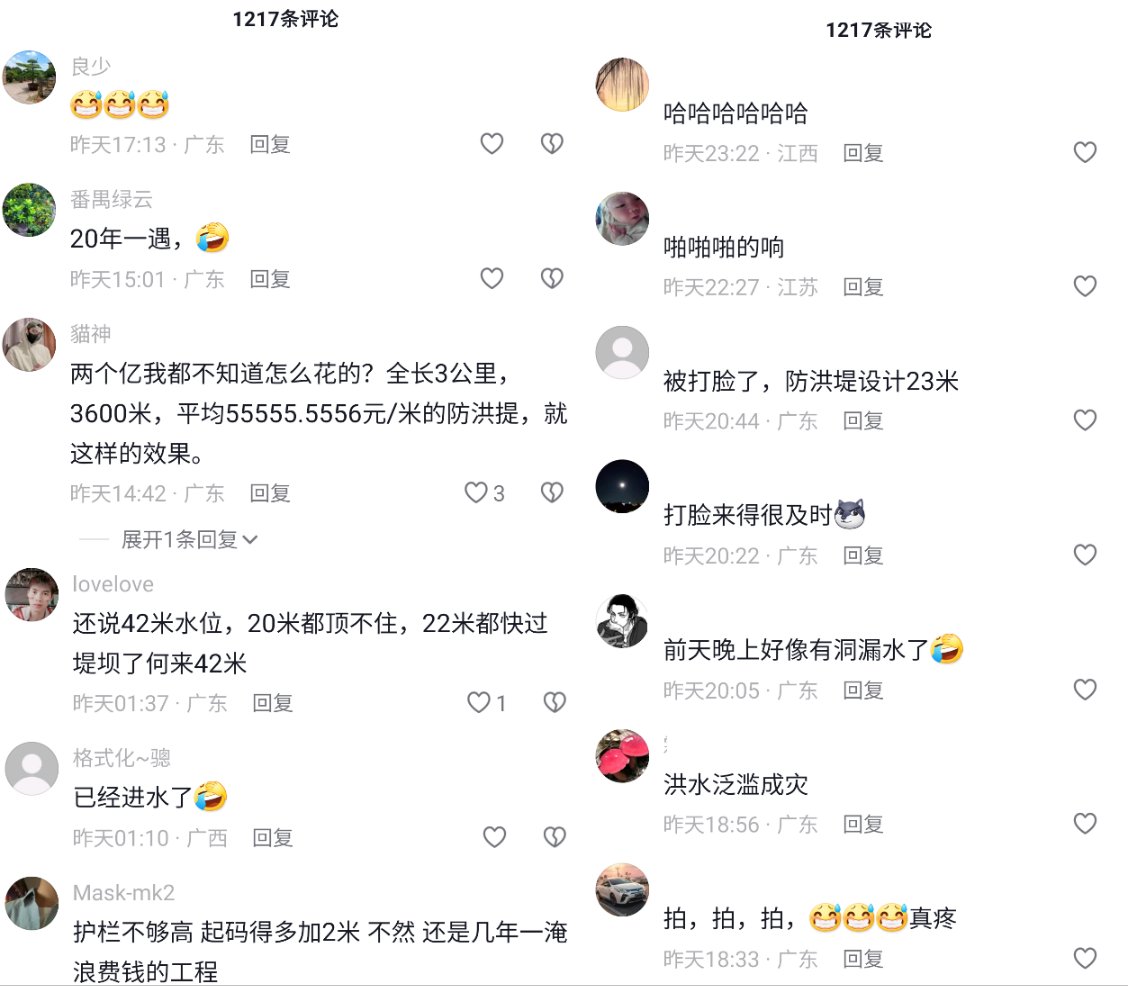 1217条评论
良少
😅😅😅
昨天17:13 · 广东 回复
番禺绿云
20年一遇，🤣
昨天15:01 · 广东 回复
貓神
两个亿我都不知道怎么花的？全长3公里，
3600米，平均55555.5556元/米的防洪提，就
这样的效果。
昨天14:42 · 广东 回复 3
展开1条回复
lovelove
还说42米水位，20米都顶不住，22米都快过
堤坝了何来42米
昨天01:37 · 广东 回复 1
格式化~骢
已经进水了🤣
昨天01:10 · 广西 回复
Mask-mk2
护栏不够高 起码得多加2米 不然 还是几年一淹
浪费钱的工程
1217条评论
哈哈哈哈哈哈
昨天23:22 · 江西 回复
啪啪啪的响
昨天22:27 · 江苏 回复
被打脸了，防洪堤设计23米
昨天20:44 · 广东 回复
打脸来得很及时
昨天20:22 · 广东 回复
前天晚上好像有洞漏水了🤣
昨天20:05 · 广东 回复
洪水泛滥成灾
昨天18:56 · 广东 回复
拍，拍，拍，😅😅😅真疼
昨天18:33 · 广东 回复